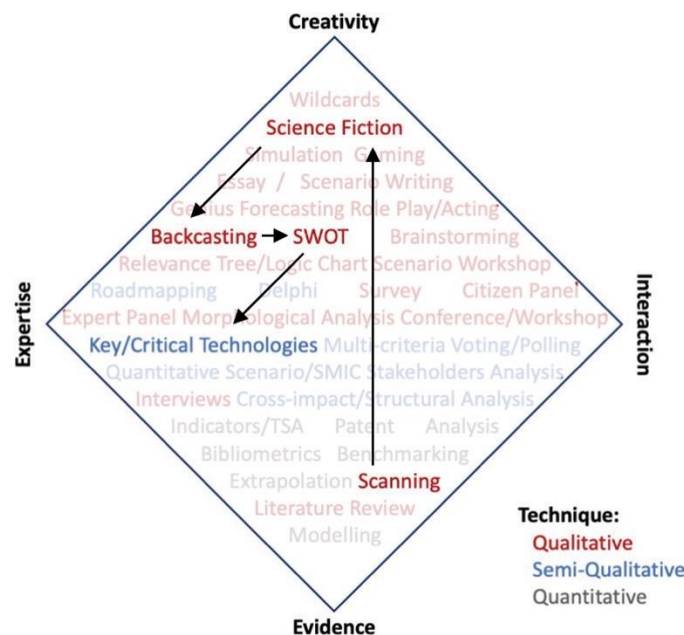 Creativity
Wildcards
Science Fiction
Simulation Gaming
Essay / Scenario Writing
Genius Forecasting Role Play/Acting
Backcasting SWOT Brainstorming
Relevance Tree/Logic Chart Scenario Workshop
Roadmapping Delphi Survey Citizen Panel
Expert Panel Morphological Analysis Conference/Workshop
Key/Critical Technologies Multi-criteria Voting/Polling
Quantitative Scenario/SMIC Stakeholders Analysis
Interviews Cross-impact/Structural Analysis
Indicators/TSA Patent Analysis
Bibliometrics Benchmarking
Extrapolation Scanning
Literature Review
Modelling
Evidence
Expertise
Interaction
Technique:
Qualitative
Semi-Qualitative
Quantitative